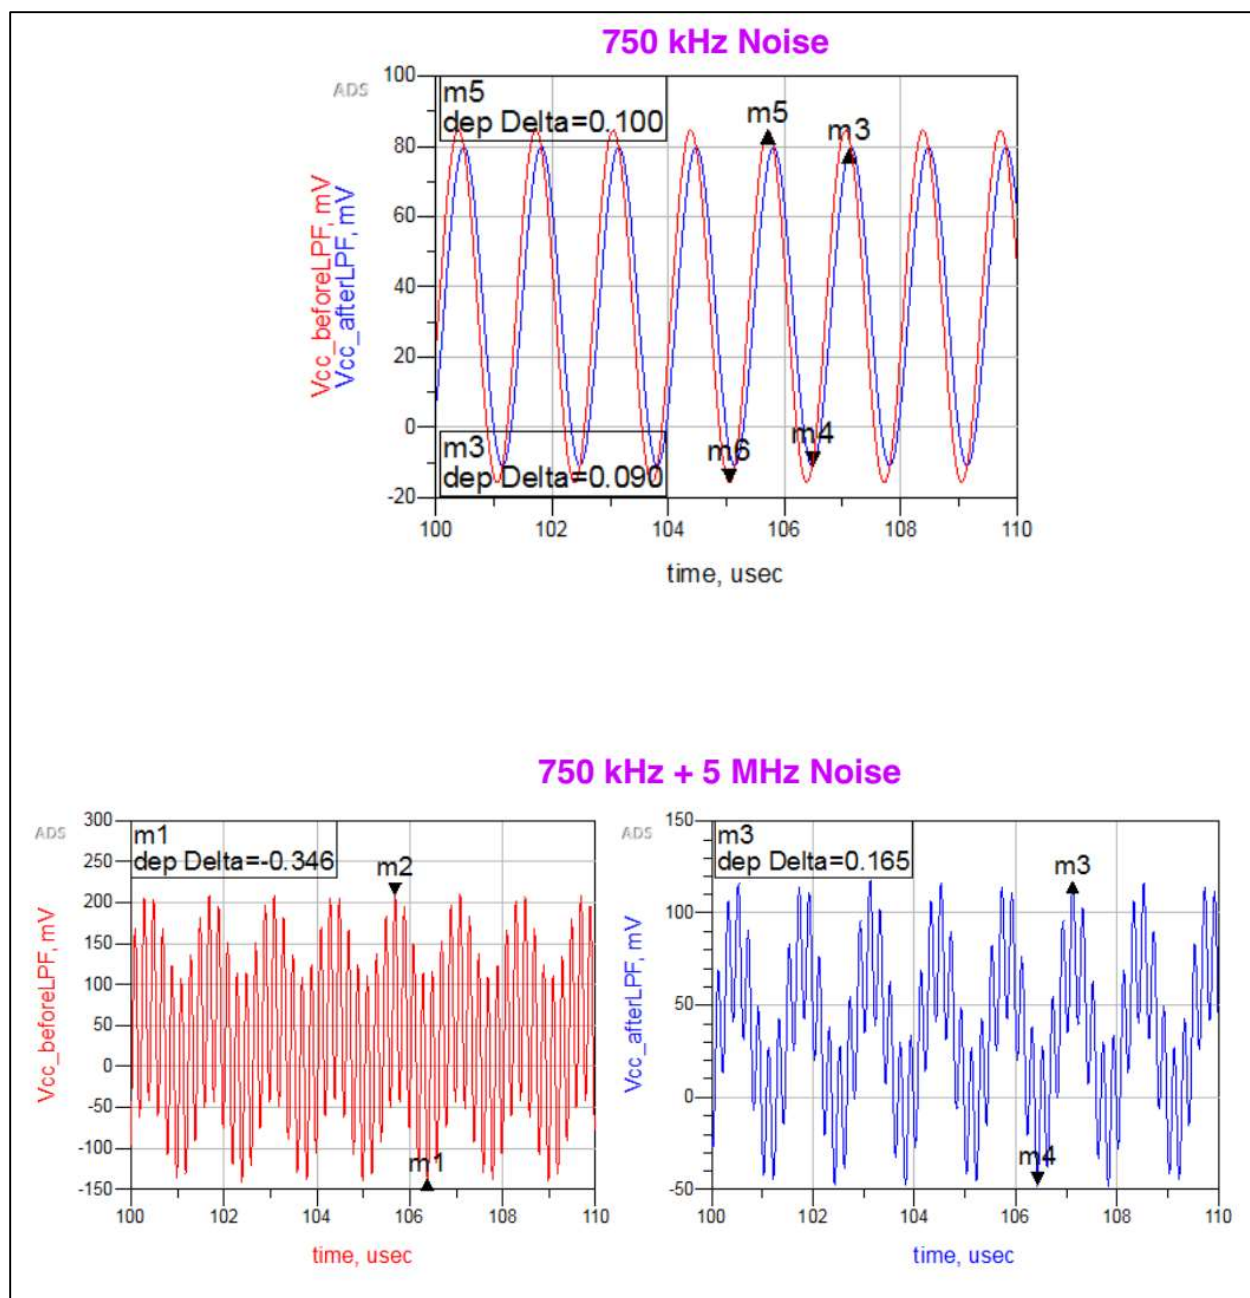 750 kHz Noise
ADS
m5
dep Delta=0.100
m5
m3
m6
m4
m3
dep Delta=0.090
Vcc_beforeLPF, mV
Vcc_afterLPF, mV
100
80
60
40
20
0
-20
100 102 104 106 108 110
time, usec
750 kHz + 5 MHz Noise
ADS
m1
dep Delta=-0.346
m2
m1
Vcc_beforeLPF, mV
300
250
200
150
100
50
0
-50
-100
-150
100 102 104 106 108 110
time, usec
ADS
m3
dep Delta=0.165
m3
m4
Vcc_afterLPF, mV
150
100
50
0
-50
100 102 104 106 108 110
time, usec